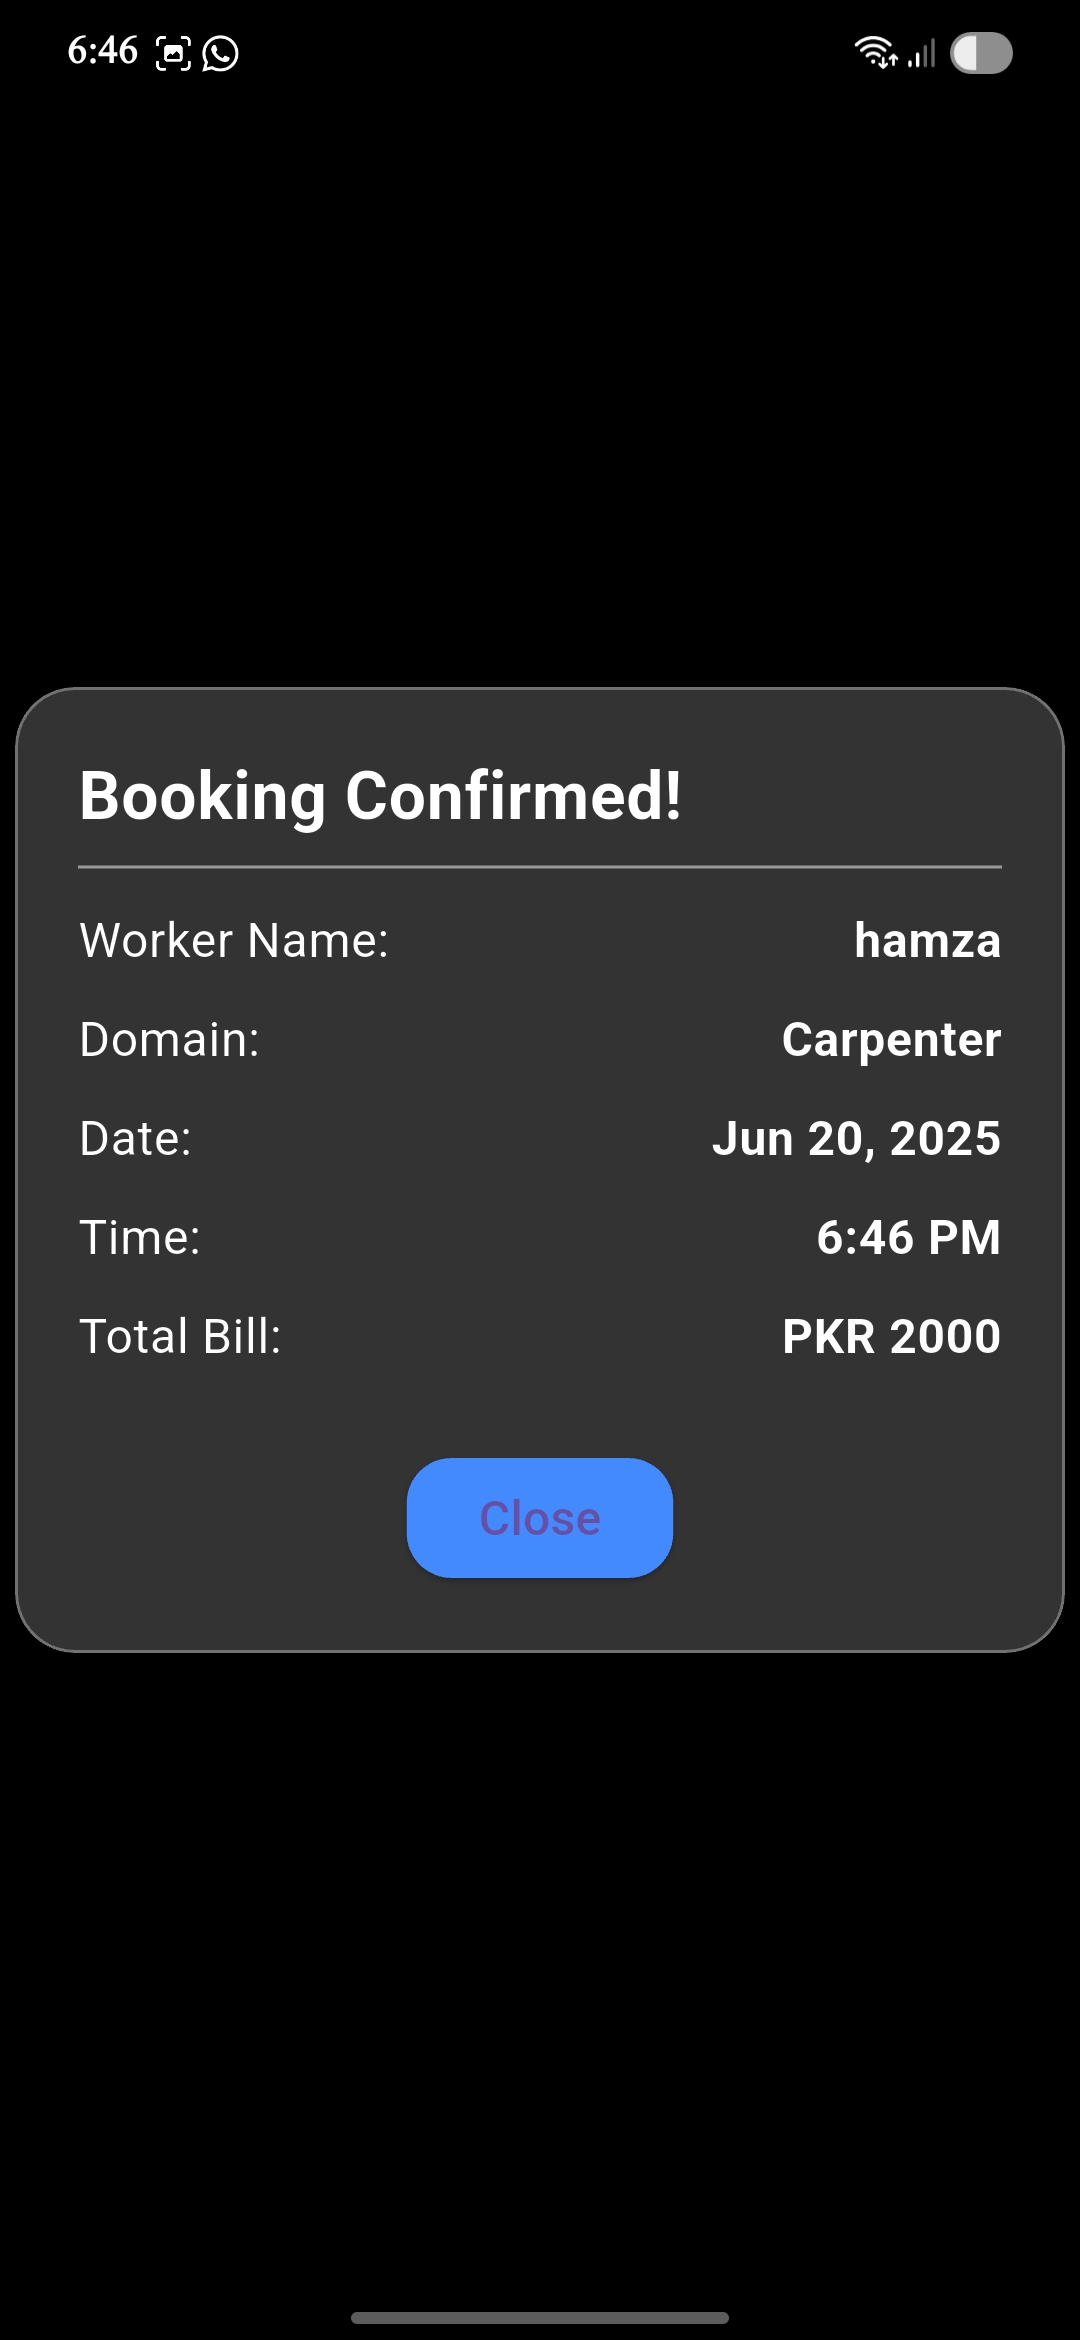 6:46
Booking Confirmed!
Worker Name: hamza
Domain: Carpenter
Date: Jun 20, 2025
Time: 6:46 PM
Total Bill: PKR 2000
Close